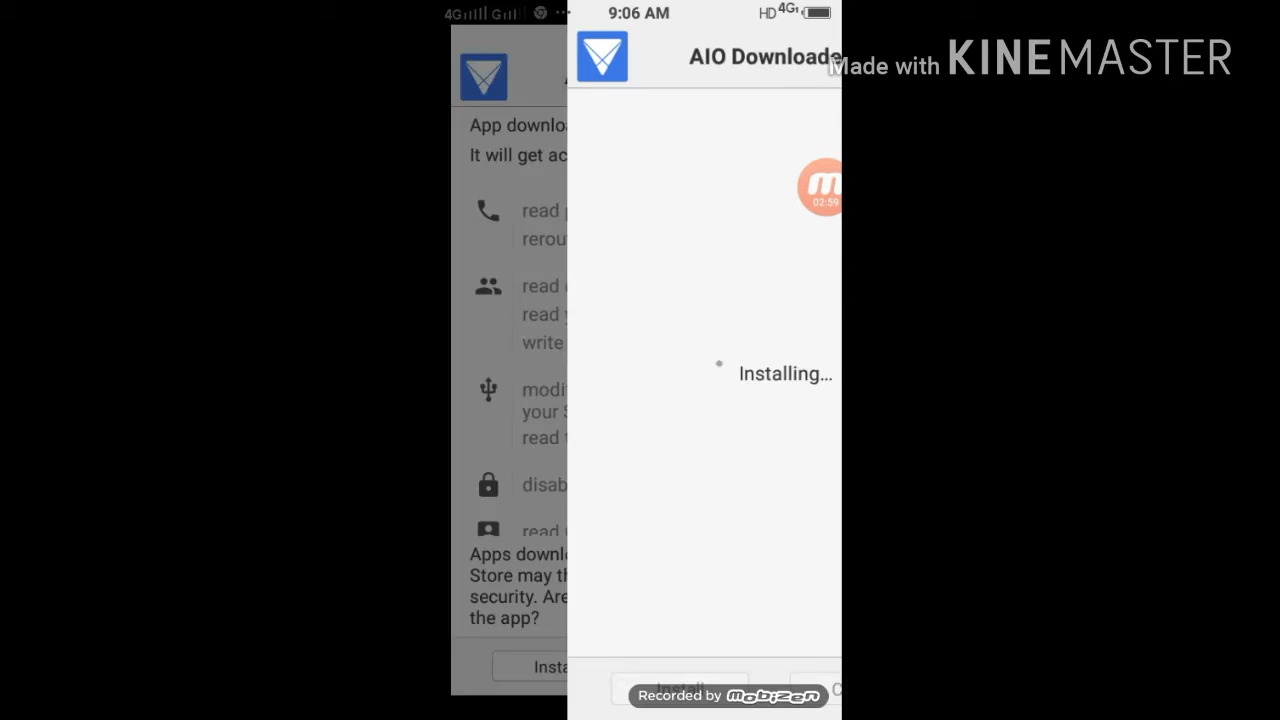 4G G
9:06 AM
HD 4G
Made with KINEMASTER
AIO Downloade
App downlo
It will get ac
02:59
read
rerou
read
read
write
Installing...
modi
your
read
disab
read
Apps downl
Store may th
security. Are
the app?
Insta
Install
C
Recorded by mobizen